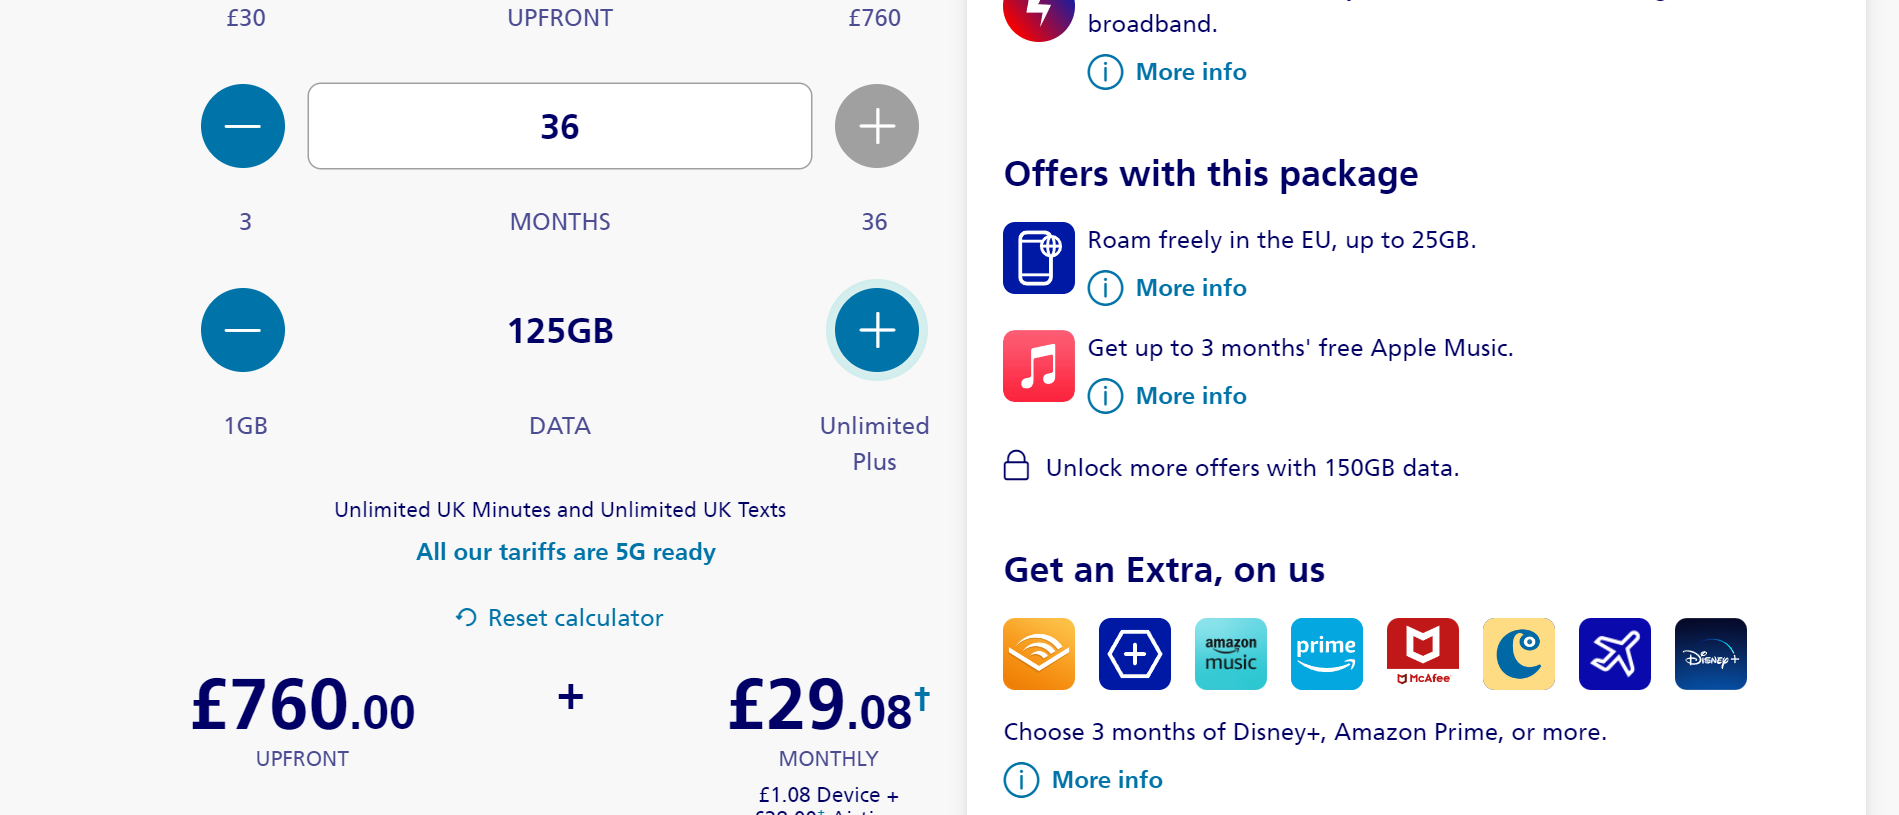 £30 UPFRONT £760
36
3 MONTHS 36
125GB
1GB DATA Unlimited
Plus
Unlimited UK Minutes and Unlimited UK Texts
All our tariffs are 5G ready
Reset calculator
£760.00 + £29.08†
UPFRONT MONTHLY
£1.08 Device +
broadband.
More info
Offers with this package
Roam freely in the EU, up to 25GB.
More info
Get up to 3 months' free Apple Music.
More info
Unlock more offers with 150GB data.
Get an Extra, on us
amazon
music
prime
McAfee
Disney+
Choose 3 months of Disney+, Amazon Prime, or more.
More info